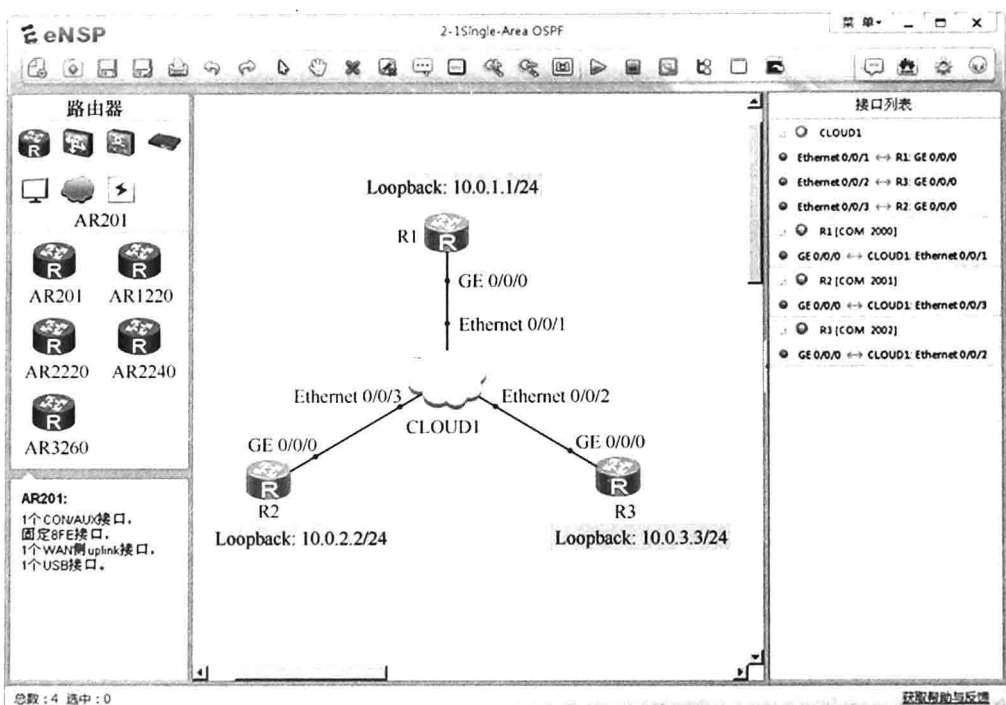 eNSP
2-1Single-Area OSPF
菜 单
路由器
AR201
AR201
AR1220
AR2220
AR2240
AR3260
AR201:
1个CON/AUX接口,
固定8FE接口,
1个WAN侧uplink接口,
1个USB接口。
Loopback: 10.0.1.1/24
R1
R
GE 0/0/0
Ethernet 0/0/1
Ethernet 0/0/3
Ethernet 0/0/2
CLOUD1
GE 0/0/0
GE 0/0/0
R
R
R2
R3
Loopback: 10.0.2.2/24
Loopback: 10.0.3.3/24
接口列表
CLOUD1
Ethernet 0/0/1 ↔ R1: GE 0/0/0
Ethernet 0/0/2 ↔ R3: GE 0/0/0
Ethernet 0/0/3 ↔ R2: GE 0/0/0
R1 [COM 2000]
GE 0/0/0 ↔ CLOUD1: Ethernet 0/0/1
R2 [COM 2001]
GE 0/0/0 ↔ CLOUD1: Ethernet 0/0/3
R3 [COM 2002]
GE 0/0/0 ↔ CLOUD1: Ethernet 0/0/2
总数:4 选中:0
获取帮助与反馈